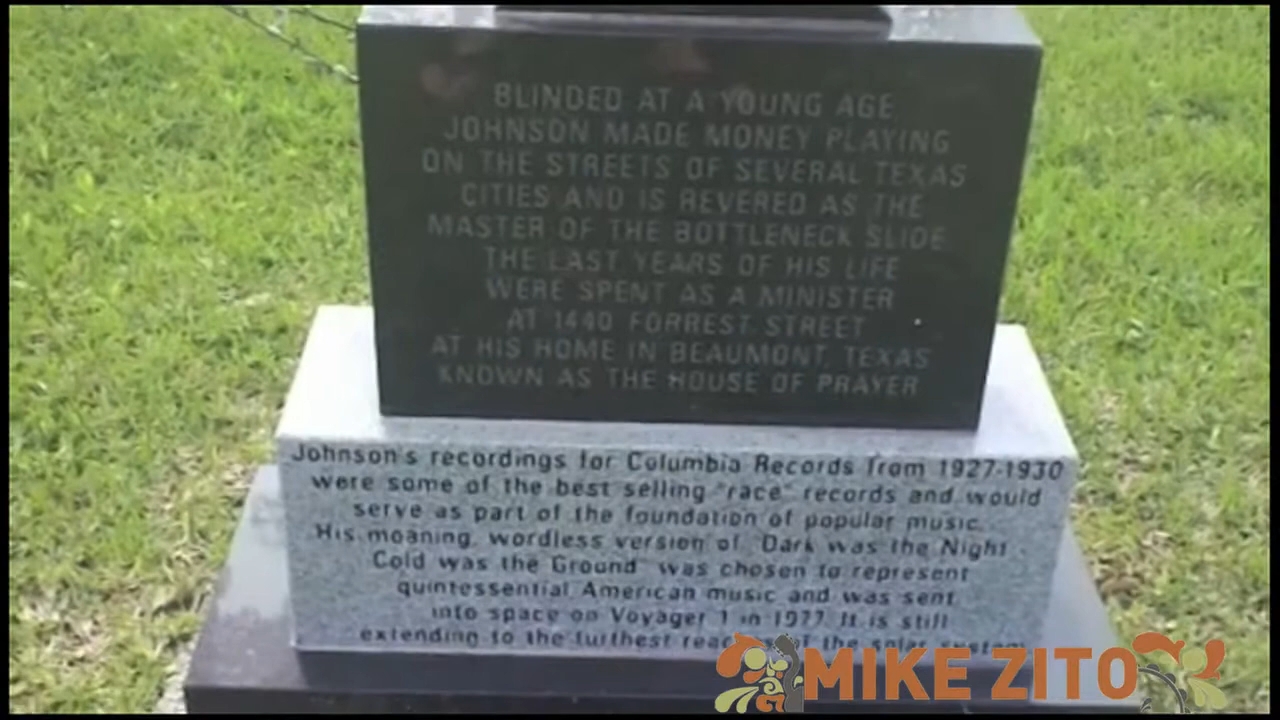 BLINDED AT A YOUNG AGE
JOHNSON MADE MONEY PLAYING
ON THE STREETS OF SEVERAL TEXAS
CITIES AND IS REVERED AS THE
MASTER OF THE BOTTLENECK SLIDE
THE LAST YEARS OF HIS LIFE
WERE SPENT AS A MINISTER
AT 1440 FORREST STREET
AT HIS HOME IN BEAUMONT, TEXAS
KNOWN AS THE HOUSE OF PRAYER
Johnson's recordings for Columbia Records from 1927-1930
were some of the best selling "race" records and would
serve as part of the foundation of popular music.
His moaning, wordless version of "Dark was the Night
Cold was the Ground" was chosen to represent
quintessential American music and was sent
into space on Voyager 1 in 1977. It is still
extending to the furthest reaches of the solar system
MIKE ZITO